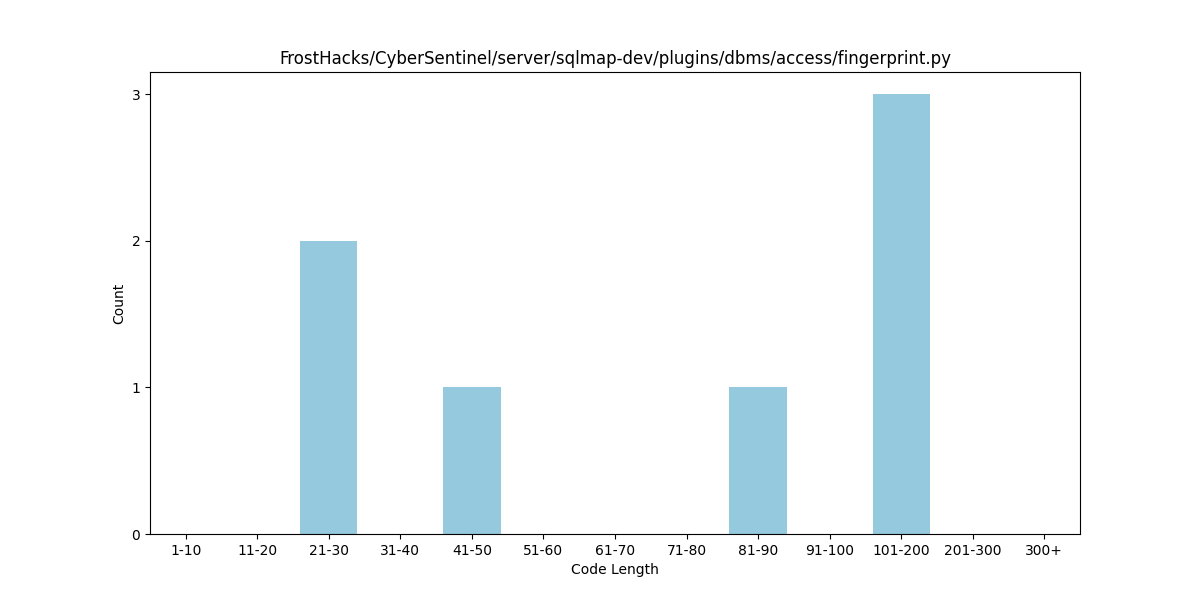 FrostHacks/CyberSentinel/server/sqlmap-dev/plugins/dbms/access/fingerprint.py
Count
3
2
1
0
1-10 11-20 21-30 31-40 41-50 51-60 61-70 71-80 81-90 91-100 101-200 201-300 300+
Code Length